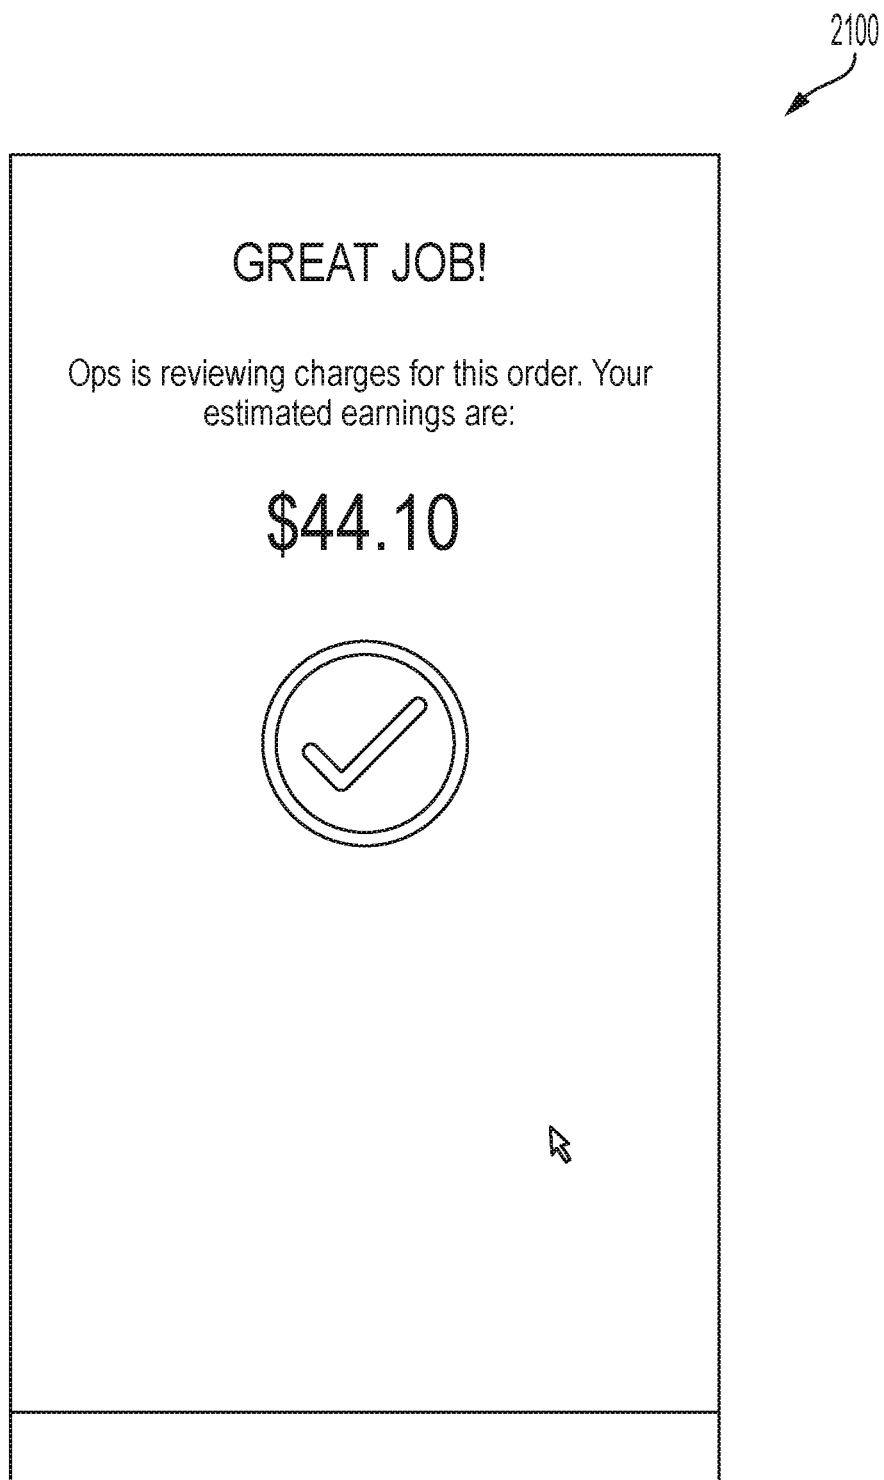 2100
GREAT JOB!
Ops is reviewing charges for this order. Your
estimated earnings are:
$44.10